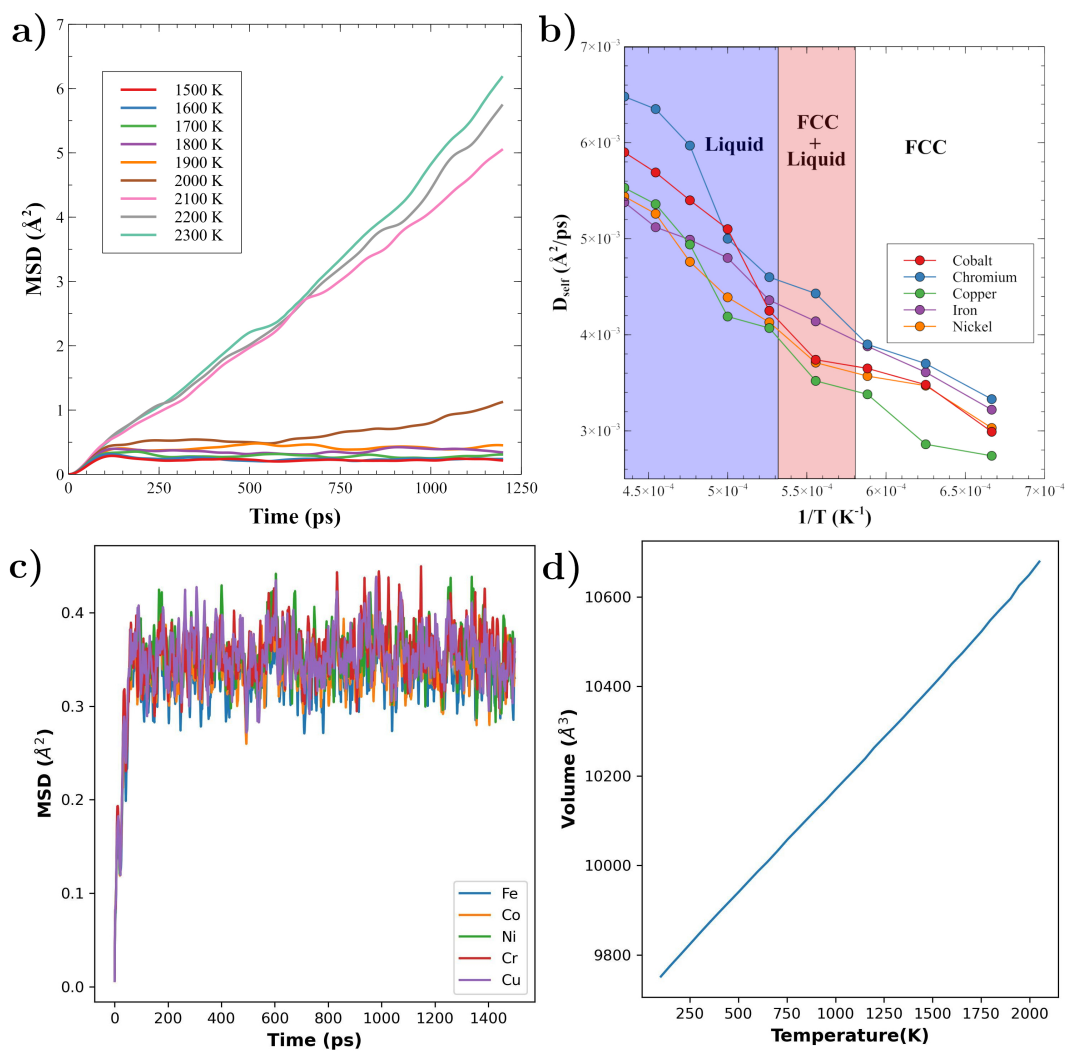 a)
7
6
5
4
3
2
1
0
MSD (Å²)
1500 K
1600 K
1700 K
1800 K
1900 K
2000 K
2100 K
2200 K
2300 K
0 250 500 750 1000 1250
Time (ps)
b)
7×10⁻³
6×10⁻³
5×10⁻³
4×10⁻³
3×10⁻³
D_self (Å²/ps)
Liquid
FCC
+
Liquid
FCC
Cobalt
Chromium
Copper
Iron
Nickel
4.5×10⁻⁴ 5×10⁻⁴ 5.5×10⁻⁴ 6×10⁻⁴ 6.5×10⁻⁴ 7×10⁻⁴
1/T (K⁻¹)
c)
0.4
0.3
0.2
0.1
0.0
MSD (Å²)
Fe
Co
Ni
Cr
Cu
0 200 400 600 800 1000 1200 1400
Time (ps)
d)
10600
10400
10200
10000
9800
Volume (Å³)
250 500 750 1000 1250 1500 1750 2000
Temperature(K)